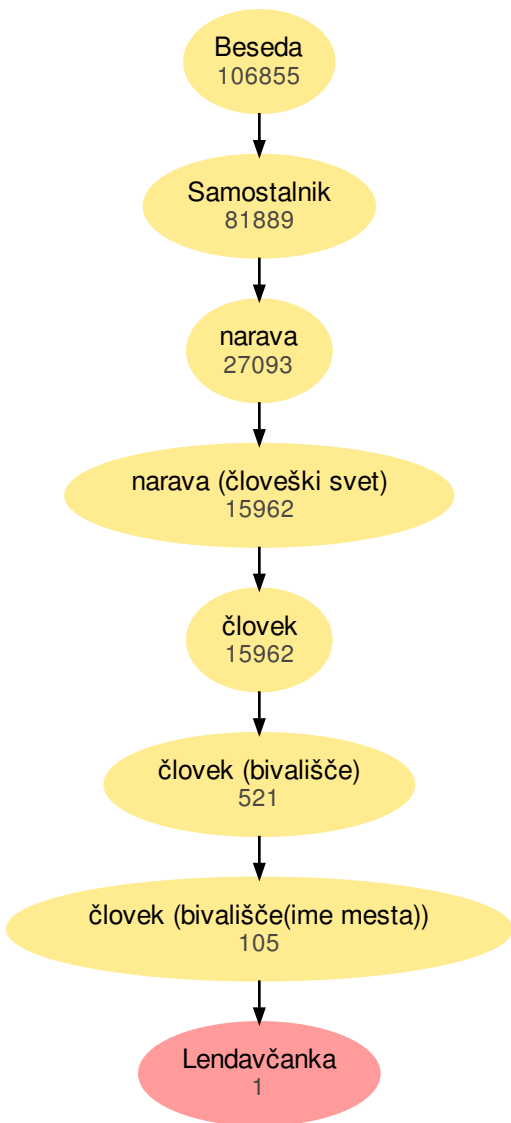 Beseda
106855
Samostalnik
81889
narava
27093
narava (človeški svet)
15962
človek
15962
človek (bivališče)
521
človek (bivališče(ime mesta))
105
Lendavčanka
1